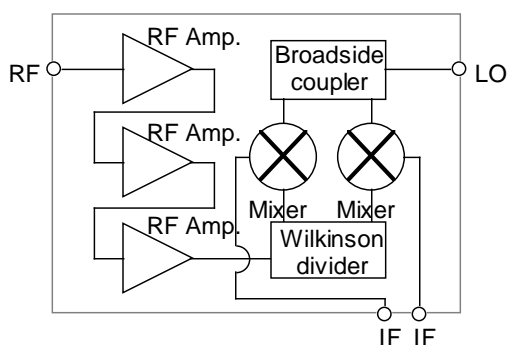 RF Amp.
Broadside
coupler
RF
LO
RF Amp.
Mixer
Mixer
RF Amp.
Wilkinson
divider
IF
IF